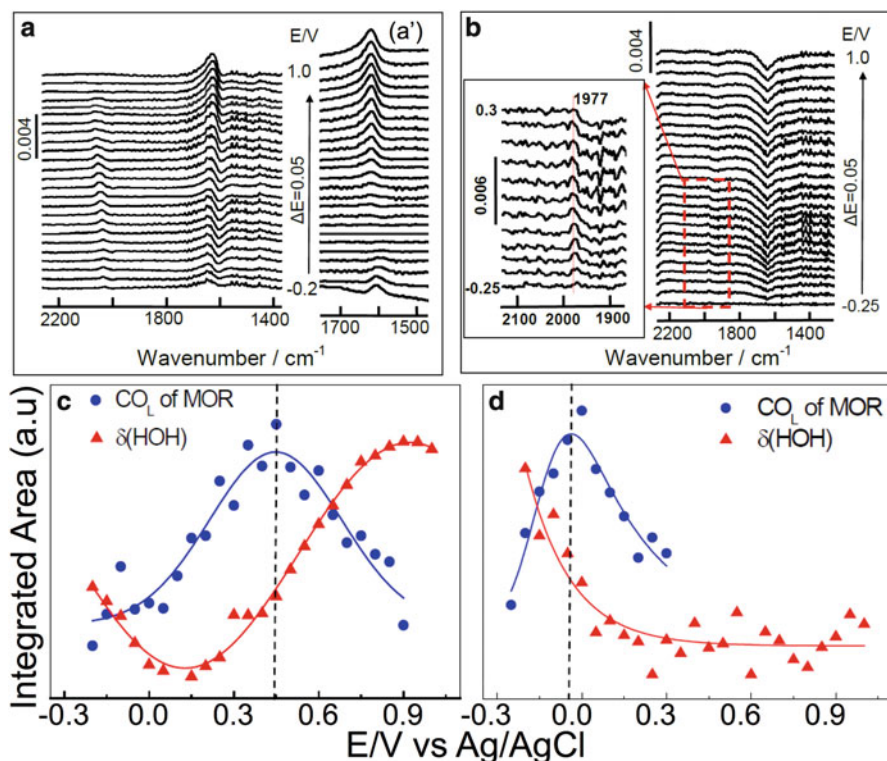 a
(a')
E/V
1.0
0.004
ΔE=0.05
-0.2
2200 1800 1400
1700 1500
Wavenumber / cm⁻¹
b
0.004
E/V
1.0
1977
0.3
0.006
-0.25
2100 2000 1900
ΔE=0.05
-0.25
2200 1800 1400
Wavenumber / cm⁻¹
c
CO_L of MOR
δ(HOH)
d
CO_L of MOR
δ(HOH)
Integrated Area (a.u)
-0.3 0.0 0.3 0.6 0.9
-0.3 0.0 0.3 0.6 0.9
E/V vs Ag/AgCl